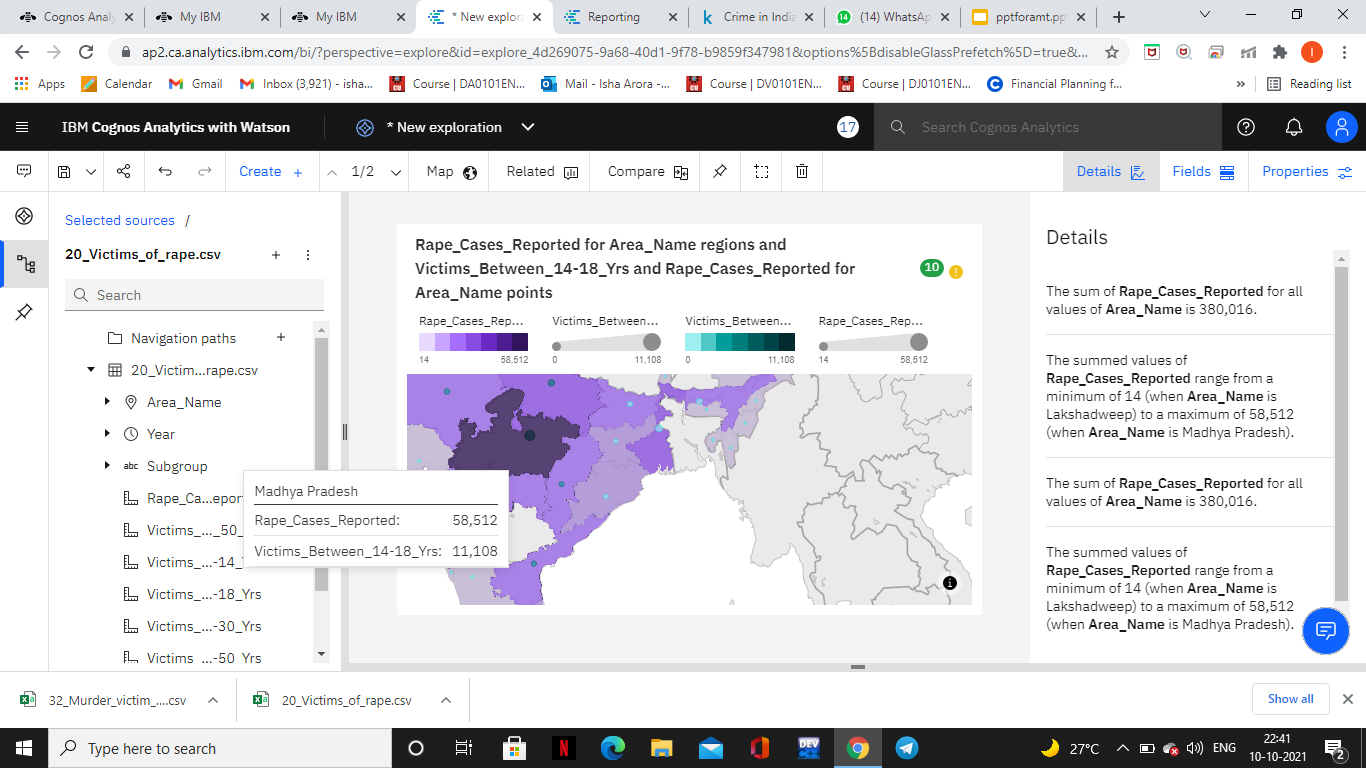 Cognos Analy
My IBM
My IBM
* New explora
Reporting
Crime in India
(14) WhatsAp
pptforamt.pp
ap2.ca.analytics.ibm.com/bi/?perspective=explore&id=explore_4d269075-9a68-40d1-9f78-b9859f347981&options%5BdisableGlassPrefetch%5D=true&...
Apps
Calendar
Gmail
Inbox (3,921) - isha...
Course | DA0101EN...
Mail - Isha Arora -...
Course | DV0101EN...
Course | DJ0101EN...
Financial Planning f...
Reading list
IBM Cognos Analytics with Watson
* New exploration
17
Search Cognos Analytics
Create +
1/2
Map
Related
Compare
Details
Fields
Properties
Selected sources /
20_Victims_of_rape.csv
Search
Navigation paths
20_Victim...rape.csv
Area_Name
Year
abc Subgroup
Rape_Ca...epor
Victims_..._50_
Victims_...-14_
Victims_...-18_Yrs
Victims_...-30_Yrs
Victims_...-50_Yrs
Rape_Cases_Reported for Area_Name regions and
Victims_Between_14-18_Yrs and Rape_Cases_Reported for
Area_Name points
10
Rape_Cases_Rep...
Victims_Between...
Victims_Between...
Rape_Cases_Rep...
14 58,512
0 11,108
0 11,108
14 58,512
Madhya Pradesh
Rape_Cases_Reported: 58,512
Victims_Between_14-18_Yrs: 11,108
Details
The sum of Rape_Cases_Reported for all
values of Area_Name is 380,016.
The summed values of
Rape_Cases_Reported range from a
minimum of 14 (when Area_Name is
Lakshadweep) to a maximum of 58,512
(when Area_Name is Madhya Pradesh).
The sum of Rape_Cases_Reported for all
values of Area_Name is 380,016.
The summed values of
Rape_Cases_Reported range from a
minimum of 14 (when Area_Name is
Lakshadweep) to a maximum of 58,512
(when Area_Name is Madhya Pradesh).
32_Murder_victim_....csv
20_Victims_of_rape.csv
Show all
Type here to search
DEV
27°C
ENG
22:41
10-10-2021
2